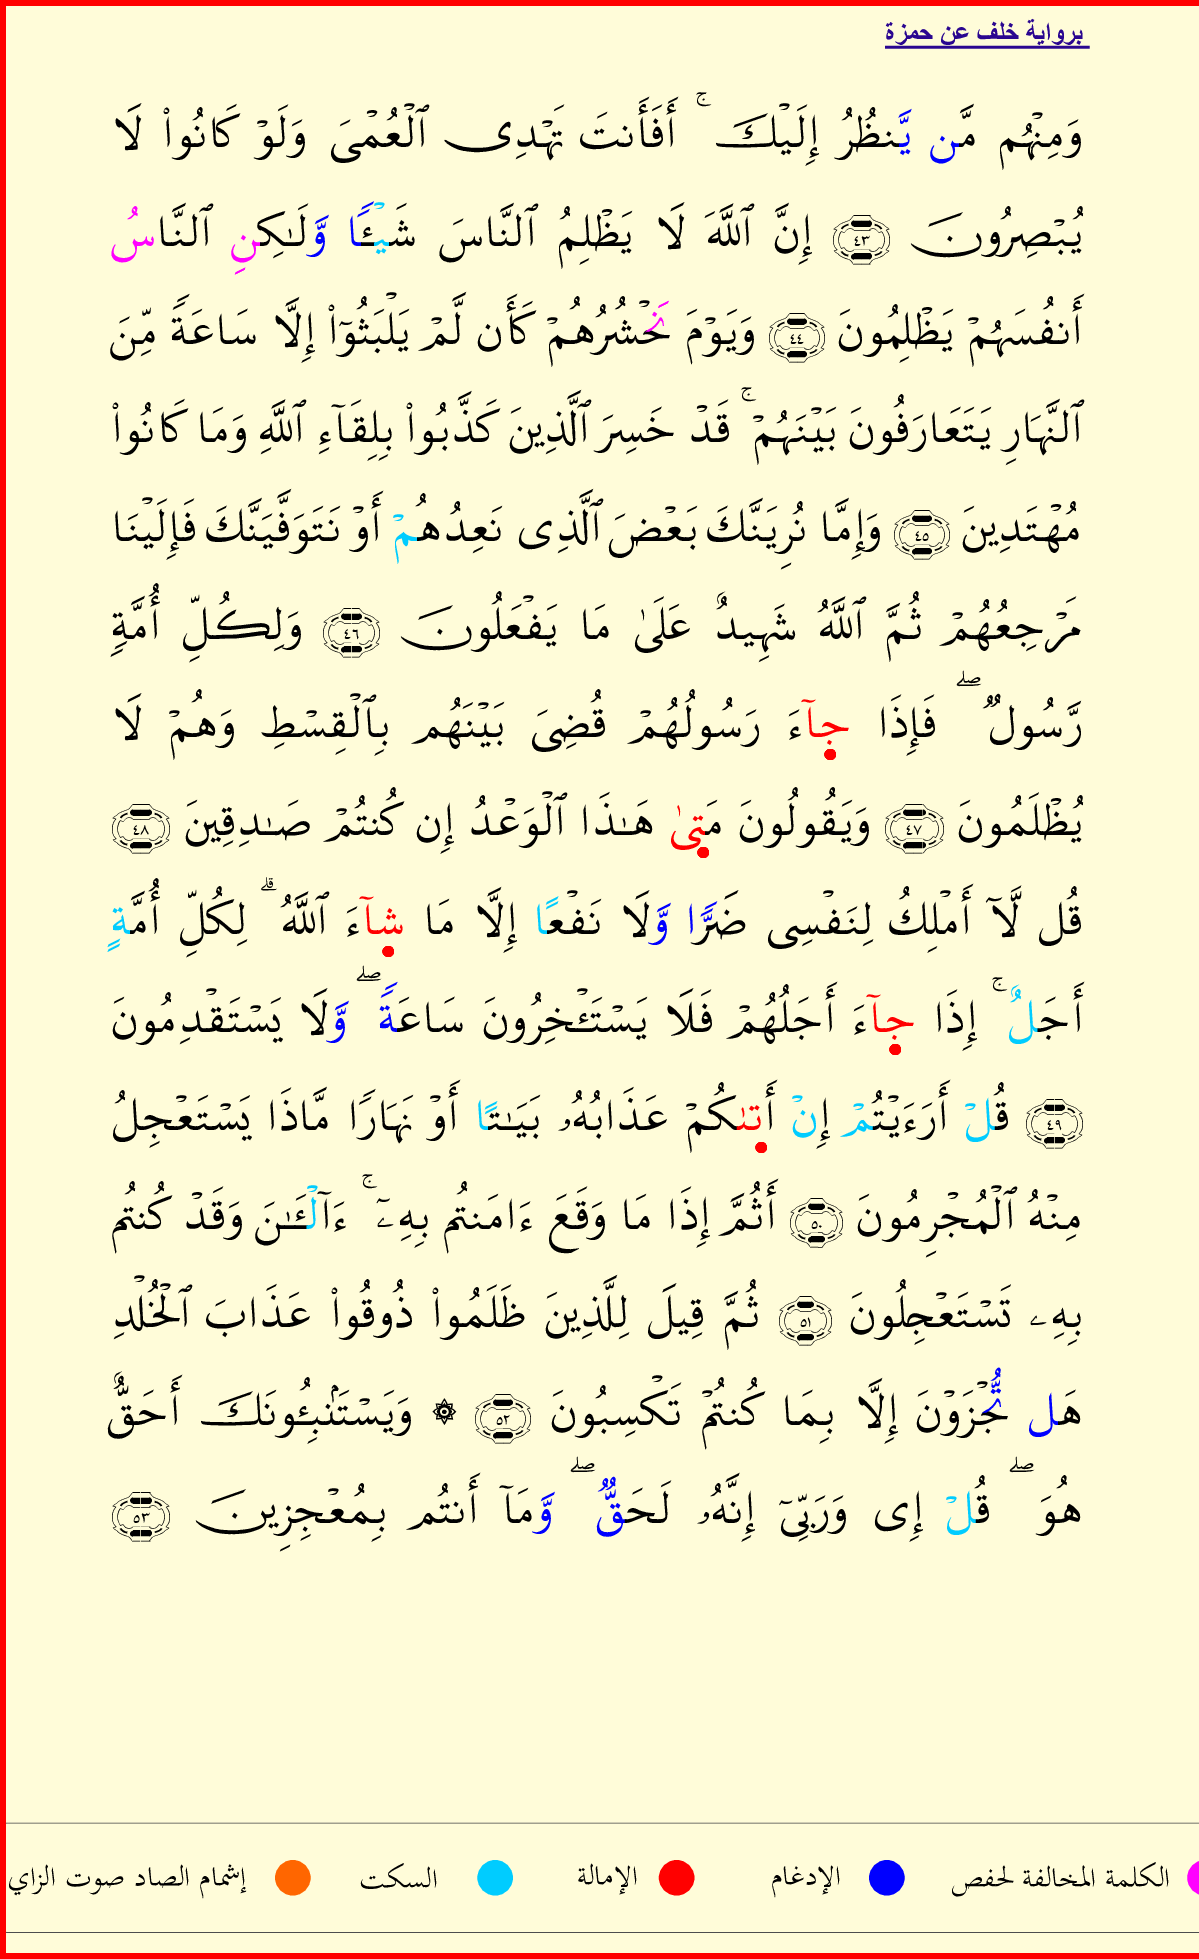 برواية خلف عن حمزة
وَمِنْهُم مَّن يَّنظُرُ إِلَيْكَ ۚ أَفَأَنتَ تَهْدِى ٱلْعُمْىَ وَلَوْ كَانُوا۟ لَا
يُبْصِرُونَ ٤٣ إِنَّ ٱللَّهَ لَا يَظْلِمُ ٱلنَّاسَ شَيْـًٔا وَّلَـٰكِنِ ٱلنَّاسُ
أَنفُسَهُمْ يَظْلِمُونَ ٤٤ وَيَوْمَ نَحْشُرُهُمْ كَأَن لَّمْ يَلْبَثُوٓا۟ إِلَّا سَاعَةً مِّنَ
ٱلنَّهَارِ يَتَعَارَفُونَ بَيْنَهُمْ ۚ قَدْ خَسِرَ ٱلَّذِينَ كَذَّبُوا۟ بِلِقَآءِ ٱللَّهِ وَمَا كَانُوا۟
مُهْتَدِينَ ٤٥ وَإِمَّا نُرِيَنَّكَ بَعْضَ ٱلَّذِى نَعِدُهُمْ أَوْ نَتَوَفَّيَنَّكَ فَإِلَيْنَا
مَرْجِعُهُمْ ثُمَّ ٱللَّهُ شَهِيدٌ عَلَىٰ مَا يَفْعَلُونَ ٤٦ وَلِكُلِّ أُمَّةٍ
رَّسُولٌ ۖ فَإِذَا جَآءَ رَسُولُهُمْ قُضِىَ بَيْنَهُم بِٱلْقِسْطِ وَهُمْ لَا
يُظْلَمُونَ ٤٧ وَيَقُولُونَ مَتىٰ هَـٰذَا ٱلْوَعْدُ إِن كُنتُمْ صَـٰدِقِينَ ٤٨
قُل لَّآ أَمْلِكُ لِنَفْسِى ضَرًّا وَّلَا نَفْعًا إِلَّا مَا شَآءَ ٱللَّهُ ۗ لِكُلِّ أُمَّةٍ
أَجَلٌ ۚ إِذَا جَآءَ أَجَلُهُمْ فَلَا يَسْتَـْٔخِرُونَ سَاعَةً ۖ وَّلَا يَسْتَقْدِمُونَ
٤٩ قُلْ أَرَءَيْتُمْ إِنْ أَتىٰكُمْ عَذَابُهُۥ بَيَـٰتًا أَوْ نَهَارًا مَّاذَا يَسْتَعْجِلُ
مِنْهُ ٱلْمُجْرِمُونَ ٥٠ أَثُمَّ إِذَا مَا وَقَعَ ءَامَنتُم بِهِۦٓ ۚ ءَآلْـَٔـٰنَ وَقَدْ كُنتُم
بِهِۦ تَسْتَعْجِلُونَ ٥١ ثُمَّ قِيلَ لِلَّذِينَ ظَلَمُوا۟ ذُوقُوا۟ عَذَابَ ٱلْخُلْدِ
هَل تُّجْزَوْنَ إِلَّا بِمَا كُنتُمْ تَكْسِبُونَ ٥٢ ۞ وَيَسْتَنۢبِـُٔونَكَ أَحَقٌّ
هُوَ ۖ قُلْ إِى وَرَبِّىٓ إِنَّهُۥ لَحَقٌّ ۖ وَّمَآ أَنتُم بِمُعْجِزِينَ ٥٣
الكلمة المخالفة لحفص الإدغام الإمالة السكت إشمام الصاد صوت الزاي